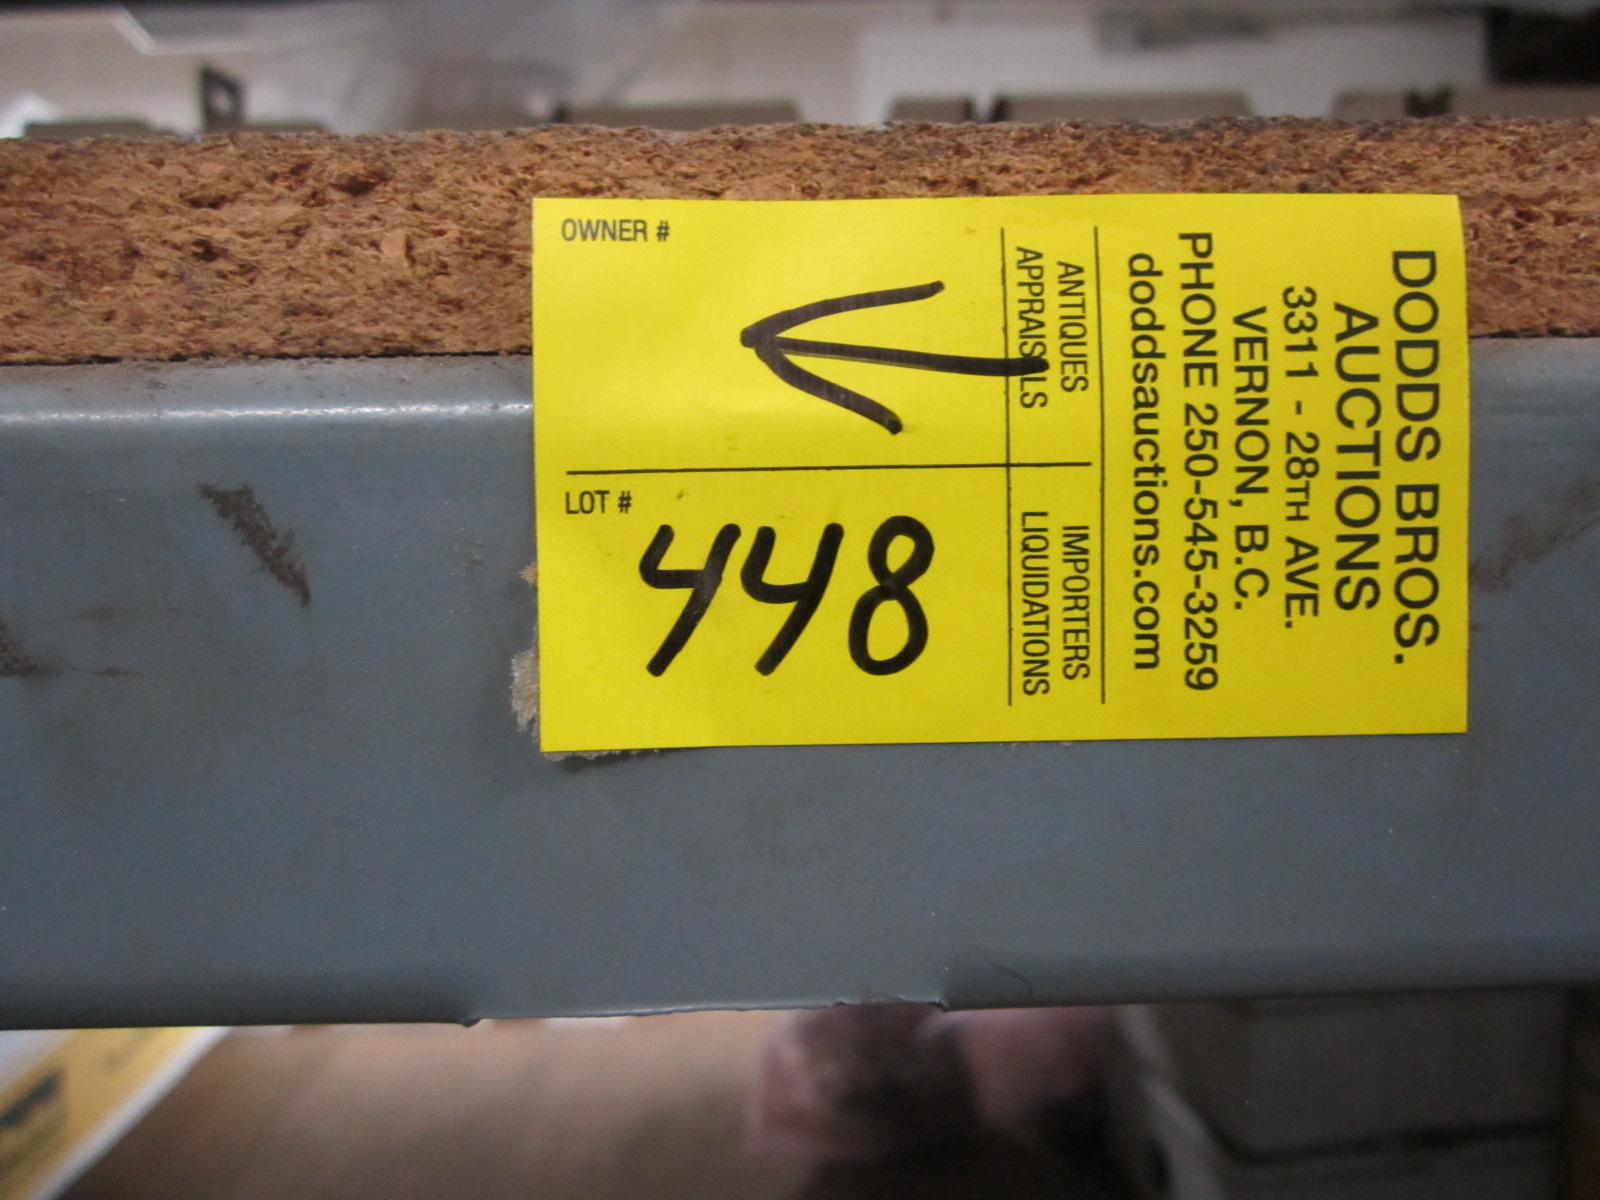 DODDS BROS.
AUCTIONS
3311 - 28TH AVE.
VERNON, B.C.
PHONE 250-545-3259
doddsauctions.com
ANTIQUES
APPRAISALS
IMPORTERS
LIQUIDATIONS
OWNER #
LOT #
448